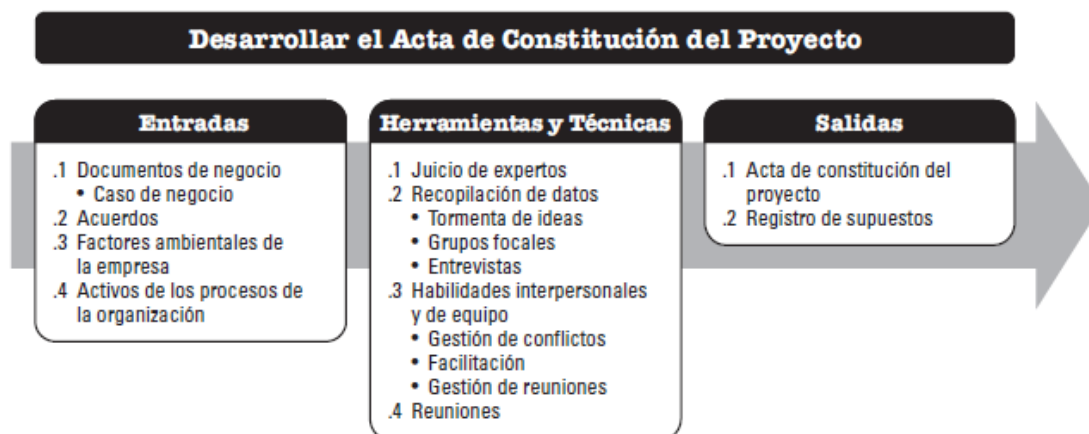 Desarrollar el Acta de Constitución del Proyecto
Entradas
.1 Documentos de negocio
• Caso de negocio
.2 Acuerdos
.3 Factores ambientales de
la empresa
.4 Activos de los procesos de
la organización
Herramientas y Técnicas
.1 Juicio de expertos
.2 Recopilación de datos
• Tormenta de ideas
• Grupos focales
• Entrevistas
.3 Habilidades interpersonales
y de equipo
• Gestión de conflictos
• Facilitación
• Gestión de reuniones
.4 Reuniones
Salidas
.1 Acta de constitución del
proyecto
.2 Registro de supuestos